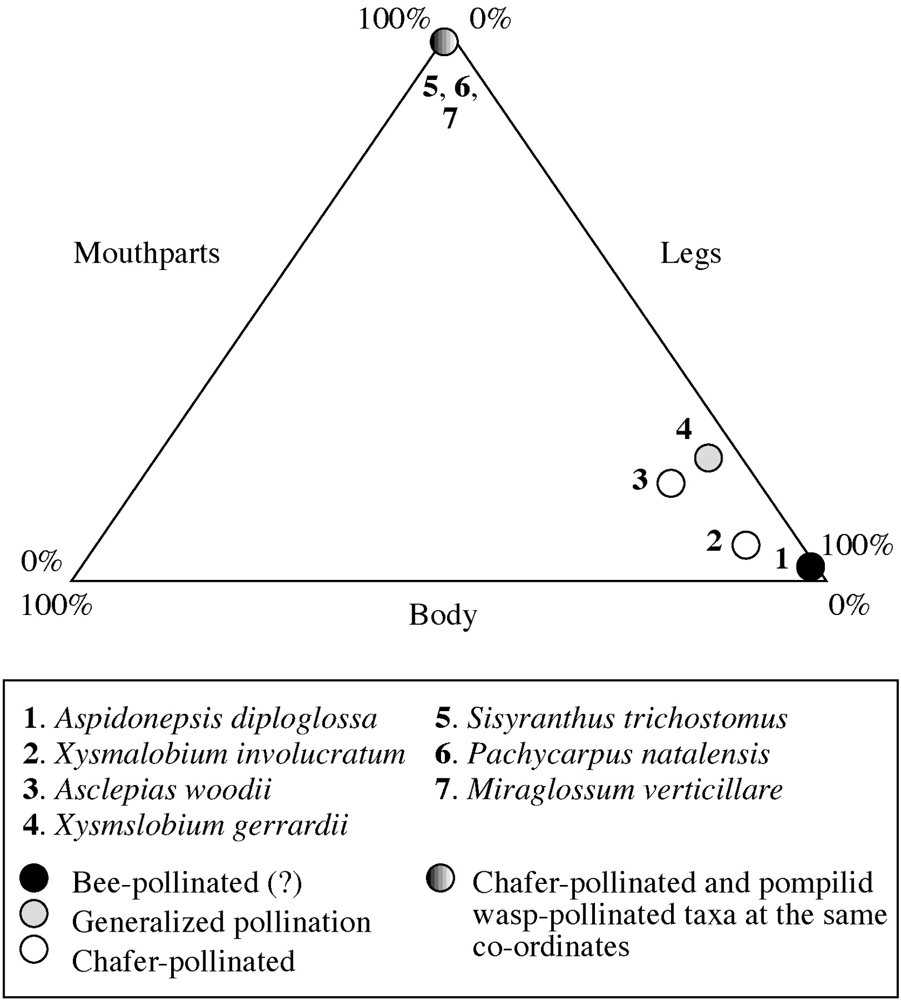 100% 0%
5, 6,
7
Mouthparts
Legs
4
3
2
1
100%
0%
100%
0%
Body
1. Aspidonepsis diploglossa
2. Xysmalobium involucratum
3. Asclepias woodii
4. Xysmslobium gerrardii
5. Sisyranthus trichostomus
6. Pachycarpus natalensis
7. Miraglossum verticillare
Bee-pollinated (?)
Generalized pollination
Chafer-pollinated
Chafer-pollinated and pompilid
wasp-pollinated taxa at the same
co-ordinates